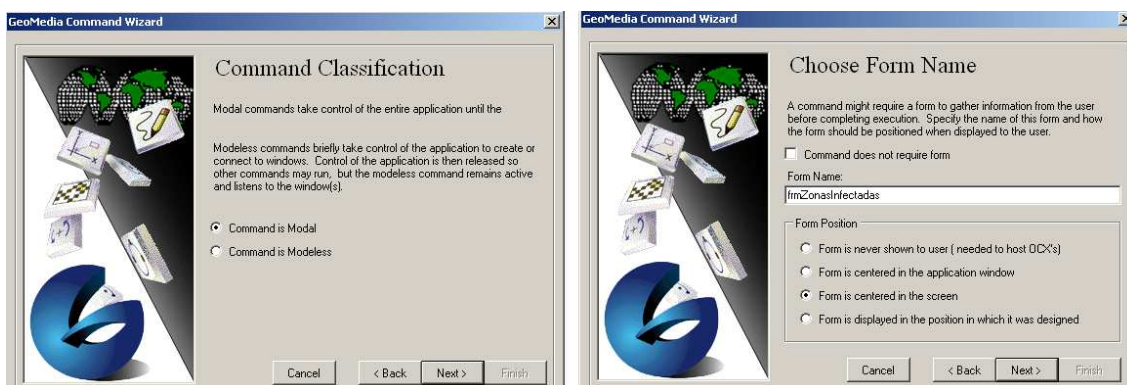 GeoMedia Command Wizard
Command Classification
Modal commands take control of the entire application until the
Modeless commands briefly take control of the application to create or
connect to windows. Control of the application is then released so
other commands may run, but the modeless command remains active
and listens to the window(s).
Command is Modal
Command is Modeless
Cancel
< Back
Next >
Finish
GeoMedia Command Wizard
Choose Form Name
A command might require a form to gather information from the user
before completing execution. Specify the name of this form and how
the form should be positioned when displayed to the user.
Command does not require form
Form Name:
frmZonasInfectadas
Form Position
Form is never shown to user ( needed to host OCX's)
Form is centered in the application window
Form is centered in the screen
Form is displayed in the position in which it was designed
Cancel
< Back
Next >
Finish